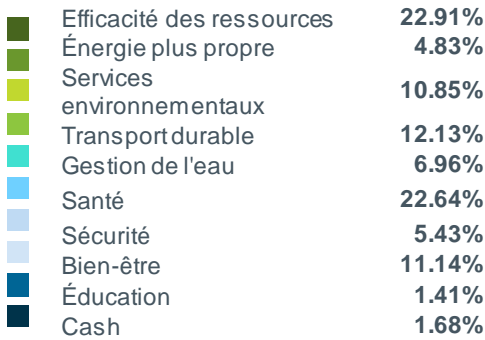 Efficacité des ressources 22.91%
Énergie plus propre 4.83%
Services
environnementaux 10.85%
Transport durable 12.13%
Gestion de l'eau 6.96%
Santé 22.64%
Sécurité 5.43%
Bien-être 11.14%
Éducation 1.41%
Cash 1.68%